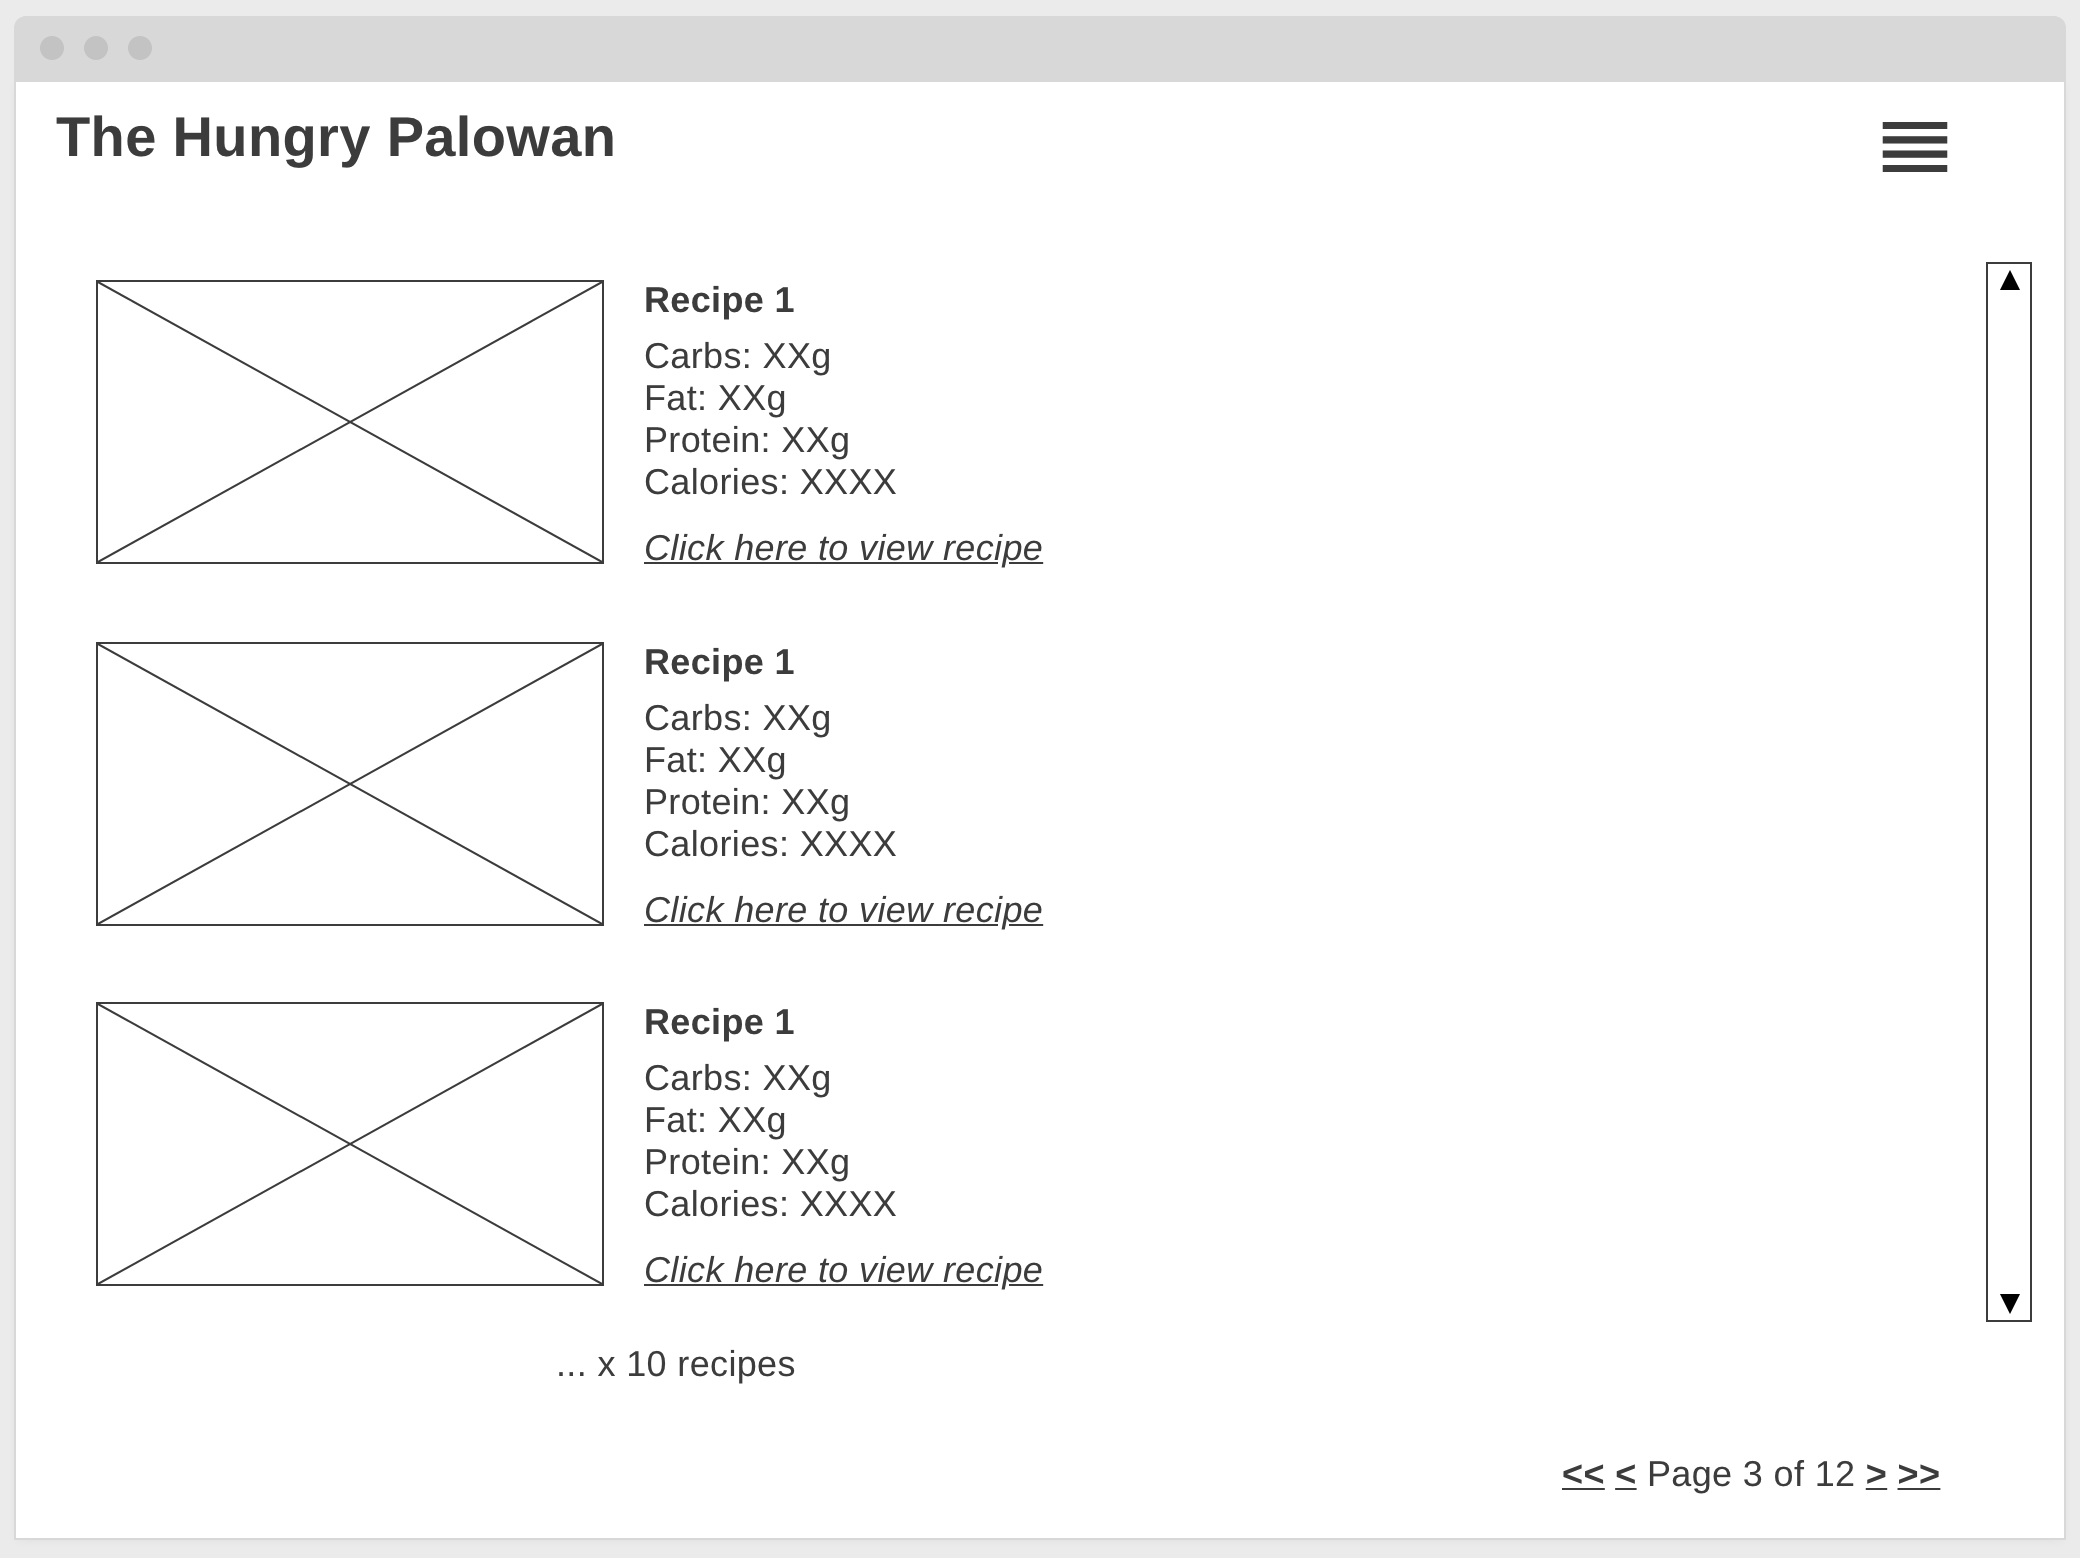 The Hungry Palowan
Recipe 1
Carbs: XXg
Fat: XXg
Protein: XXg
Calories: XXXX
Click here to view recipe
Recipe 1
Carbs: XXg
Fat: XXg
Protein: XXg
Calories: XXXX
Click here to view recipe
Recipe 1
Carbs: XXg
Fat: XXg
Protein: XXg
Calories: XXXX
Click here to view recipe
... x 10 recipes
<< < Page 3 of 12 > >>